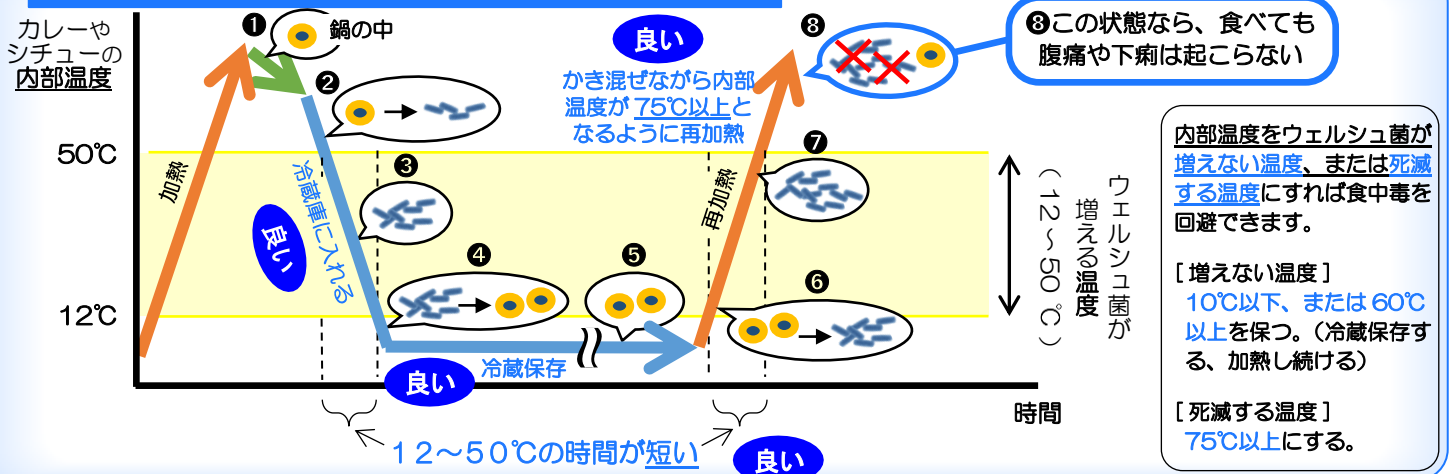 カレーや
シチューの
内部温度
❶
鍋の中
❷
良い
かき混ぜながら内部
温度が 75℃以上と
なるように再加熱
❽
❽この状態なら、食べても
腹痛や下痢は起こらない
50℃
12℃
加熱
良い
冷蔵庫に入れる
❸
❹
❺
❻
❼
再加熱
冷蔵保存
良い
時間
12～50℃の時間が短い
良い
ウェルシュ菌が
増える温度
（12～50℃）
内部温度をウェルシュ菌が
増えない温度、または死滅
する温度にすれば食中毒を
回避できます。
[ 増えない温度 ]
10℃以下、または 60℃
以上を保つ。（冷蔵保存す
る、加熱し続ける）
[ 死滅する温度 ]
75℃以上にする。